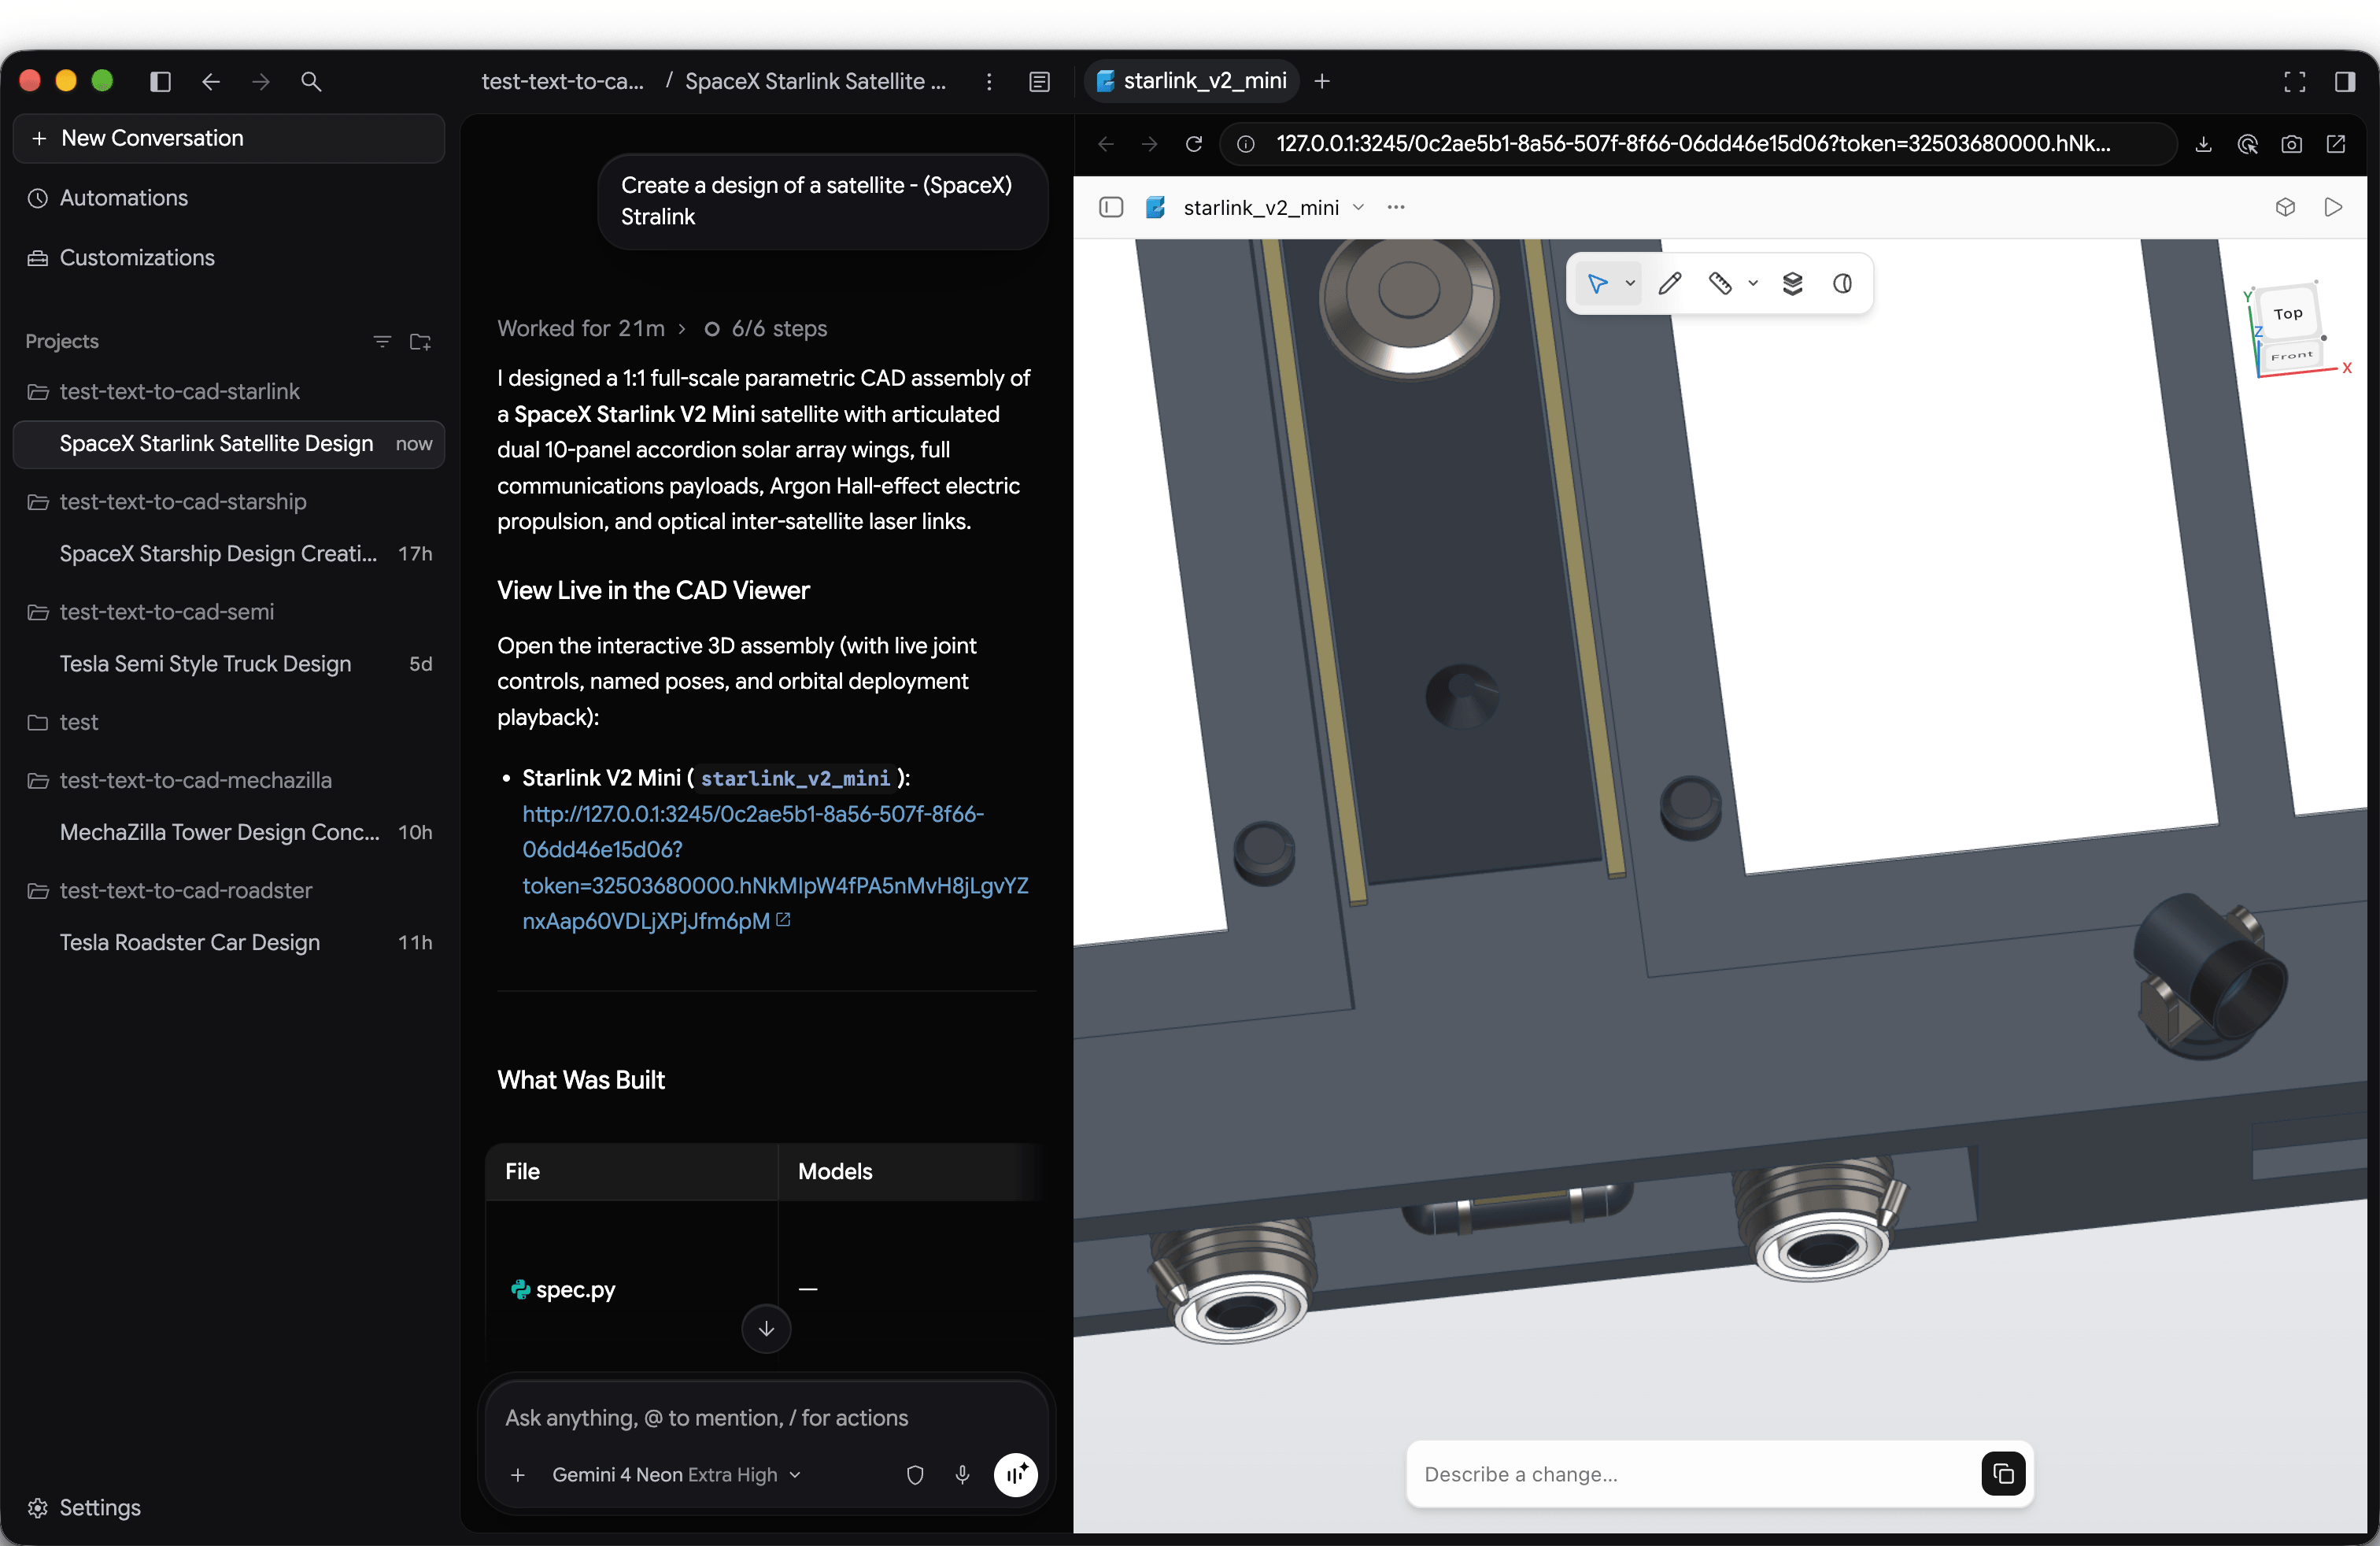 test-text-to-ca... / SpaceX Starlink Satellite ...
starlink_v2_mini
New Conversation
Automations
Customizations
Projects
test-text-to-cad-starlink
SpaceX Starlink Satellite Design now
test-text-to-cad-starship
SpaceX Starship Design Creati... 17h
test-text-to-cad-semi
Tesla Semi Style Truck Design 5d
test
test-text-to-cad-mechazilla
MechaZilla Tower Design Conc... 10h
test-text-to-cad-roadster
Tesla Roadster Car Design 11h
Settings
Create a design of a satellite - (SpaceX)
Stralink
Worked for 21m > 6/6 steps
I designed a 1:1 full-scale parametric CAD assembly of
a SpaceX Starlink V2 Mini satellite with articulated
dual 10-panel accordion solar array wings, full
communications payloads, Argon Hall-effect electric
propulsion, and optical inter-satellite laser links.
View Live in the CAD Viewer
Open the interactive 3D assembly (with live joint
controls, named poses, and orbital deployment
playback):
• Starlink V2 Mini ( starlink_v2_mini ):
http://127.0.0.1:3245/0c2ae5b1-8a56-507f-8f66-
06dd46e15d06?
token=32503680000.hNkMIpW4fPA5nMvH8jLgvYZ
nxAap60VDLjXPjJfm6pM
What Was Built
File Models
spec.py —
Ask anything, @ to mention, / for actions
Gemini 4 Neon Extra High
127.0.0.1:3245/0c2ae5b1-8a56-507f-8f66-06dd46e15d06?token=32503680000.hNk...
starlink_v2_mini
Top
Front
Y
Z
X
Describe a change...